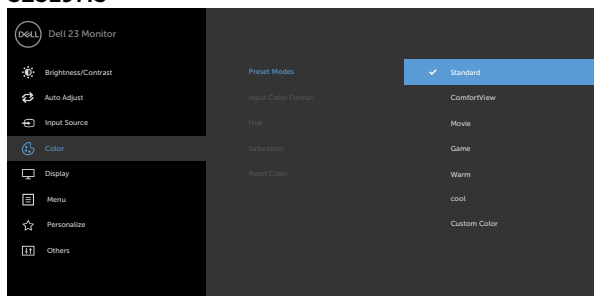 DELL Dell 23 Monitor
Brightness/Contrast Preset Modes Standard
Auto Adjust Input Color Format ComfortView
Input Source Hue Movie
Color Saturation Game
Display Reset Color Warm
Menu cool
Personalize Custom Color
Others